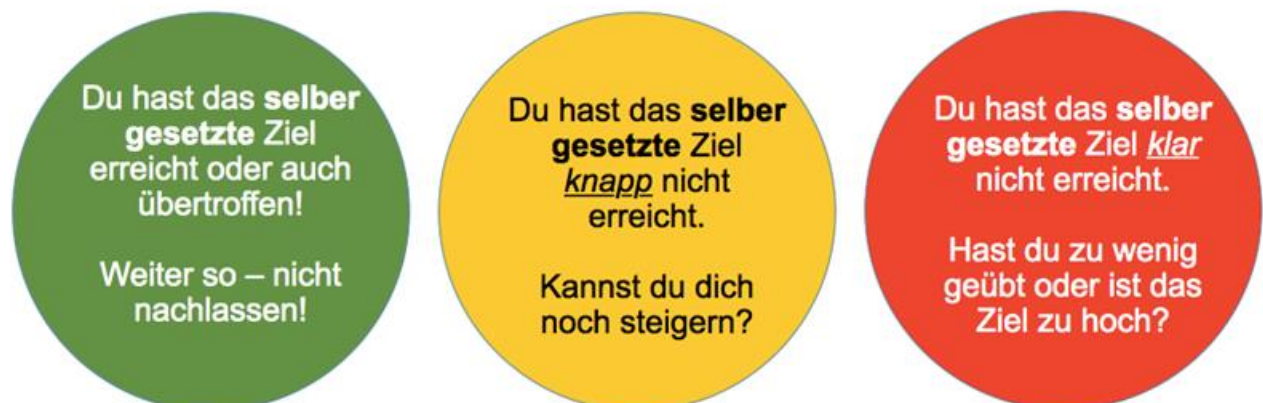 Du hast das selber
gesetzte Ziel
erreicht oder auch
übertroffen!
Weiter so – nicht
nachlassen!
Du hast das selber
gesetzte Ziel
knapp nicht
erreicht.
Kannst du dich
noch steigern?
Du hast das selber
gesetzte Ziel klar
nicht erreicht.
Hast du zu wenig
geübt oder ist das
Ziel zu hoch?